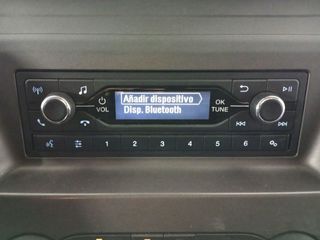 Añadir dispositivo
Disp. Bluetooth
VOL
OK
TUNE
1 2 3 4 5 6